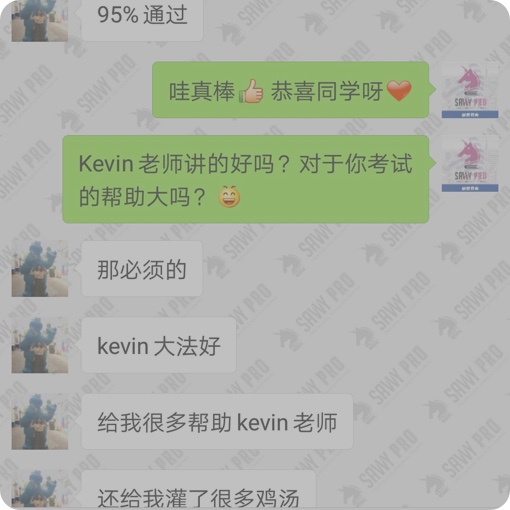 95% 通过
哇真棒👍 恭喜同学呀❤️
Kevin 老师讲的好吗？对于你考试
的帮助大吗？ 😄
那必须的
kevin 大法好
给我很多帮助 kevin 老师
还给我灌了很多鸡汤
SAWY PRO